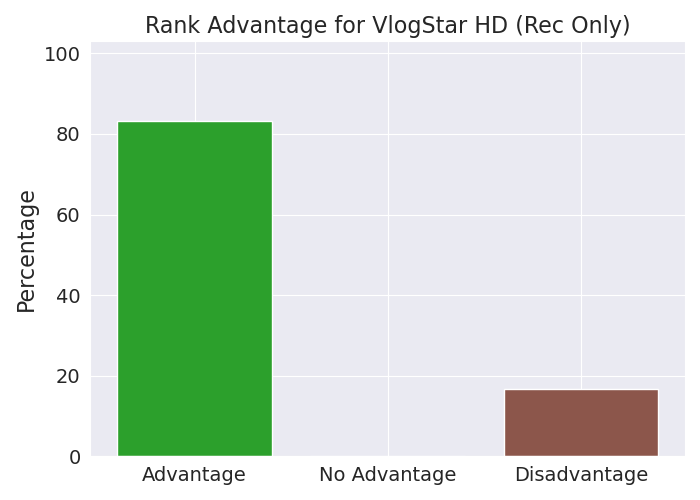 Rank Advantage for VlogStar HD (Rec Only)
100
80
60
40
20
0
Percentage
Advantage
No Advantage
Disadvantage